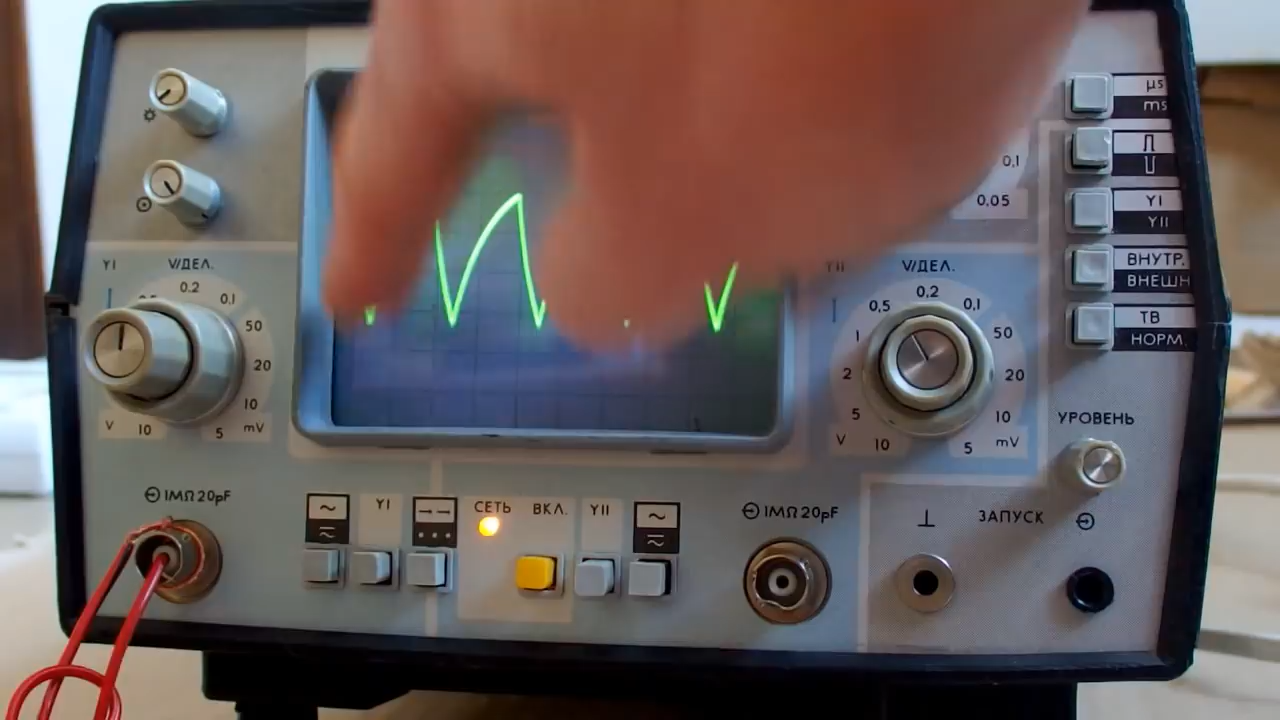 µs
ms
0,1
0,05
YI
YII
ВНУТР.
ВНЕШН
ТВ
НОРМ.
УРОВЕНЬ
YI
V/ДЕЛ.
0.2
0,1
50
20
10
mV
5
10
V
YII
V/ДЕЛ.
0,2
0,5
0,1
1
50
2
20
5
10
V
mV
10
5
⊖ 1MΩ 20pF
~
≂
YI
→→
...
СЕТЬ
ВКЛ.
YII
~
≂
⊖ 1MΩ 20pF
⊥
ЗАПУСК
⊖